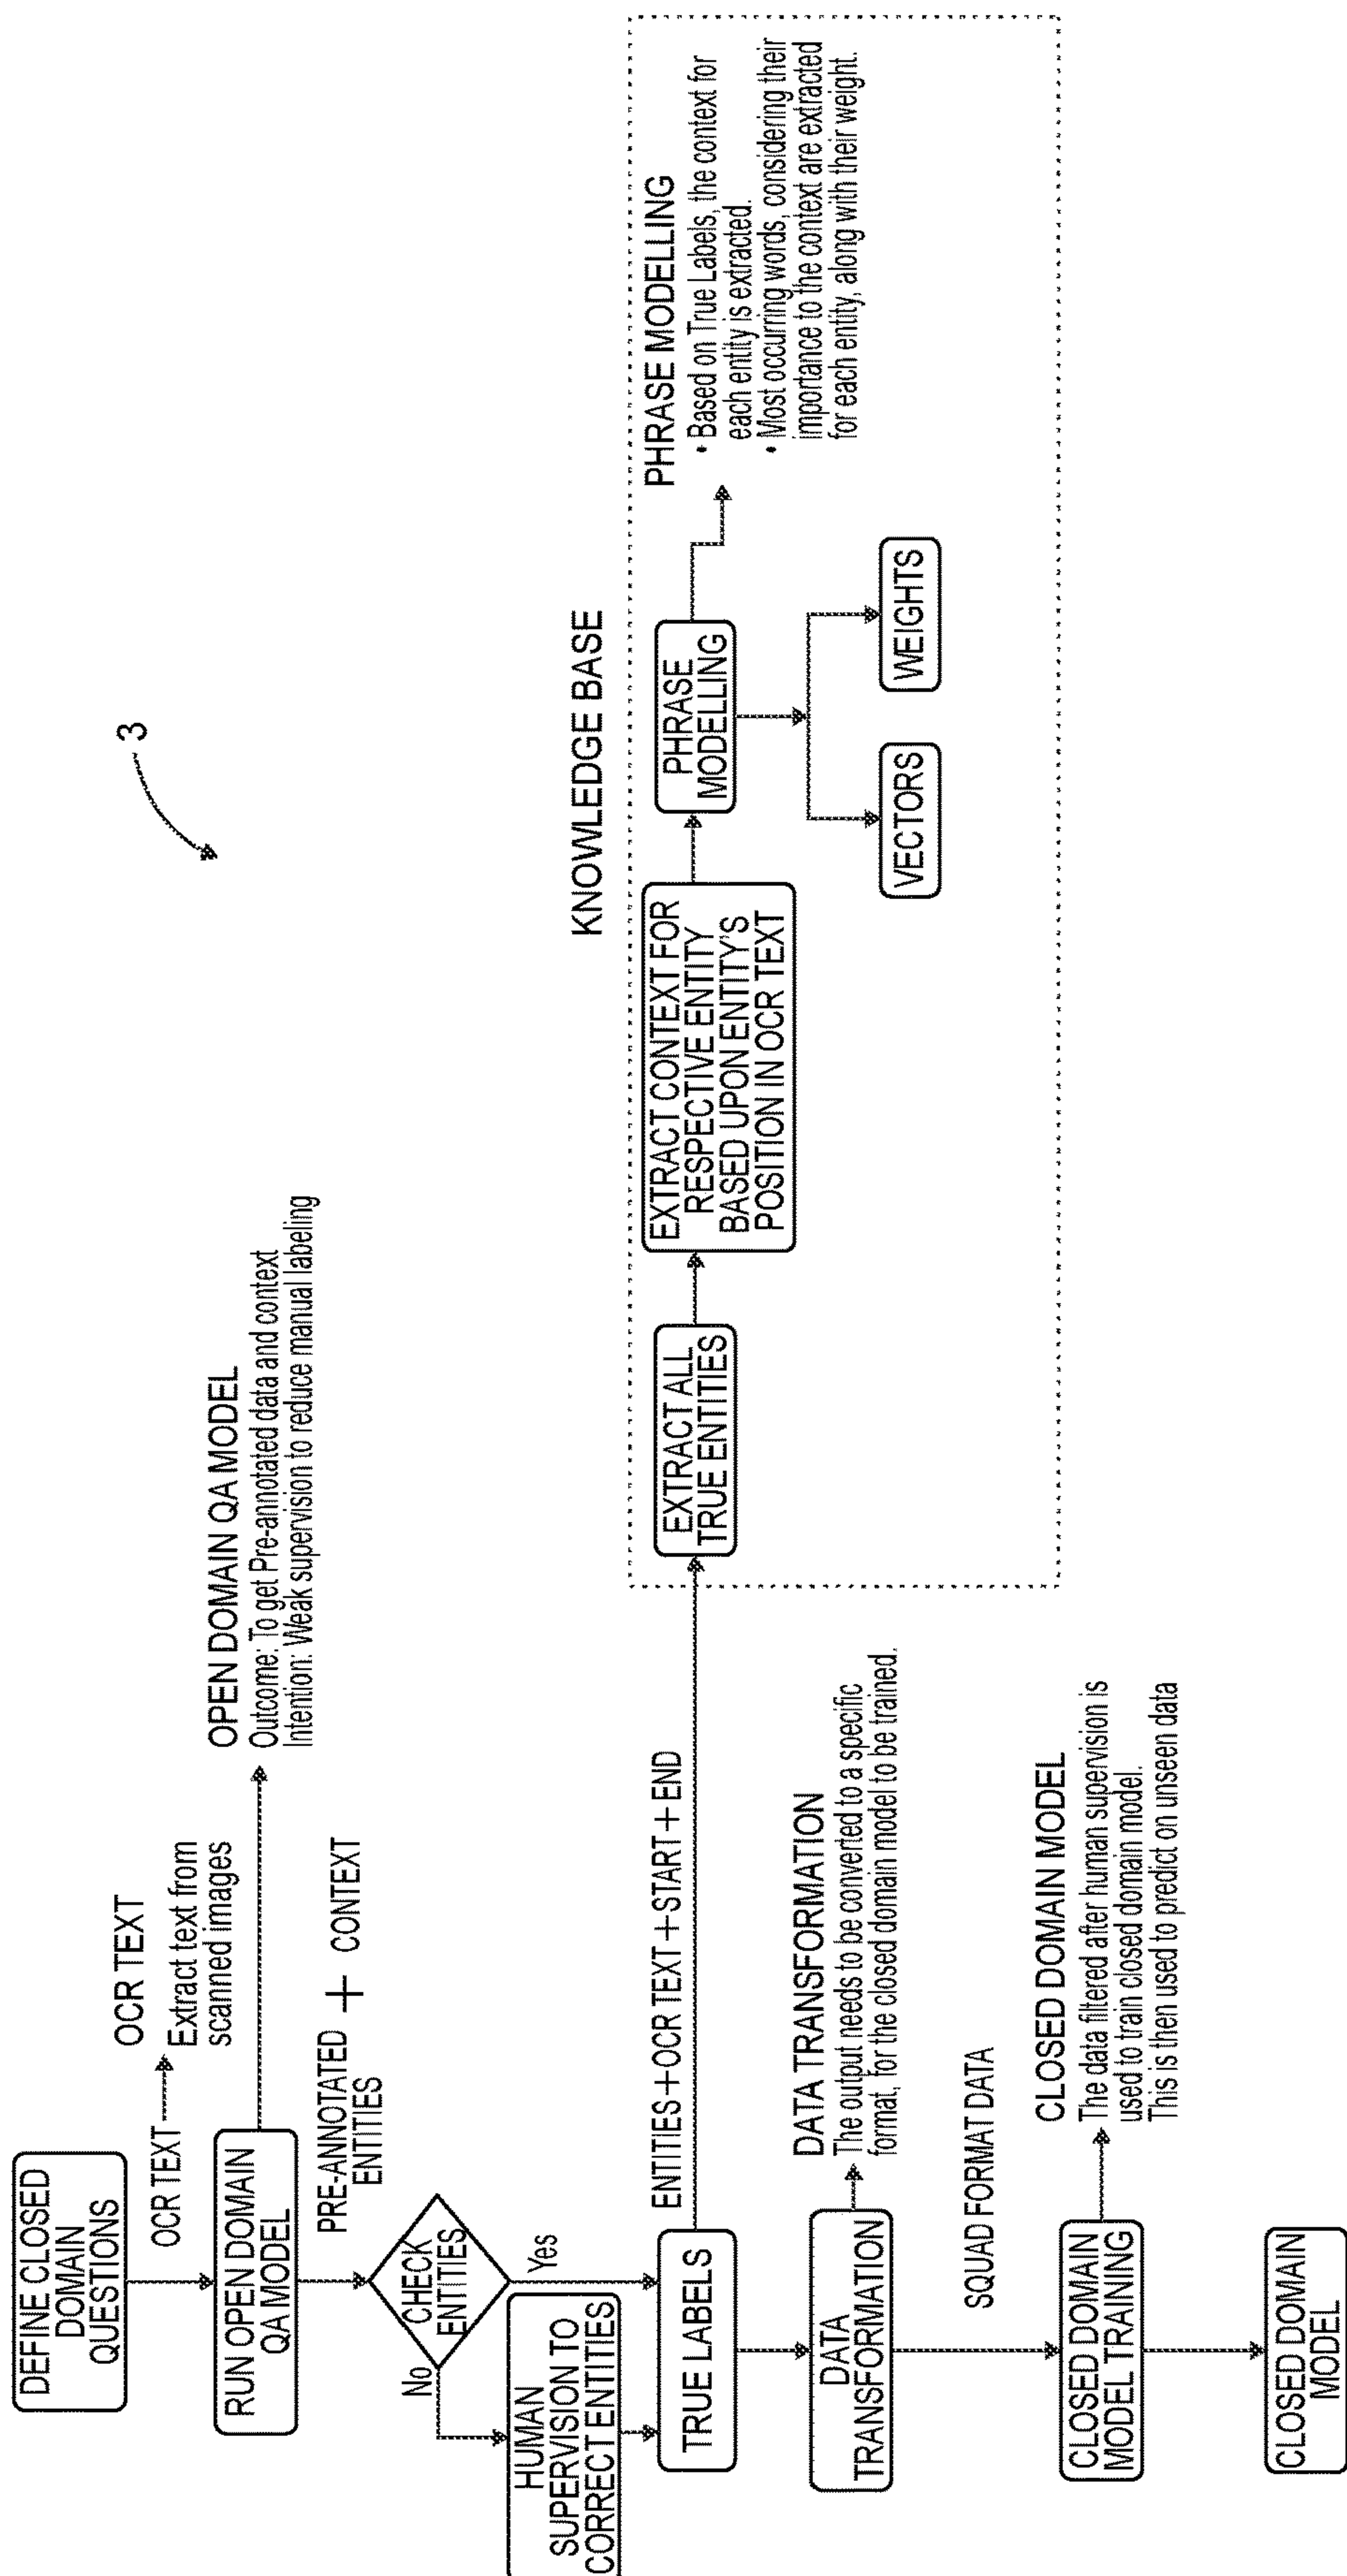 3
DEFINE CLOSED
DOMAIN
QUESTIONS
OCR TEXT
OCR TEXT
Extract text from
scanned images
RUN OPEN DOMAIN
QA MODEL
OPEN DOMAIN QA MODEL
Outcome: To get Pre-annotated data and context
Intention: Weak supervision to reduce manual labeling
PRE-ANNOTATED
ENTITIES
+ CONTEXT
CHECK
ENTITIES
No
Yes
HUMAN
SUPERVISION TO
CORRECT ENTITIES
TRUE LABELS
ENTITIES+OCR TEXT+START+END
DATA
TRANSFORMATION
DATA TRANSFORMATION
The output needs to be converted to a specific
format, for the closed domain model to be trained.
SQUAD FORMAT DATA
CLOSED DOMAIN
MODEL TRAINING
CLOSED DOMAIN MODEL
The data filtered after human supervision is
used to train closed domain model.
This is then used to predict on unseen data
CLOSED DOMAIN
MODEL
KNOWLEDGE BASE
EXTRACT ALL
TRUE ENTITIES
EXTRACT CONTEXT FOR
RESPECTIVE ENTITY
BASED UPON ENTITY'S
POSITION IN OCR TEXT
PHRASE
MODELLING
VECTORS
WEIGHTS
PHRASE MODELLING
• Based on True Labels, the context for
each entity is extracted.
• Most occurring words, considering their
importance to the context are extracted
for each entity, along with their weight.